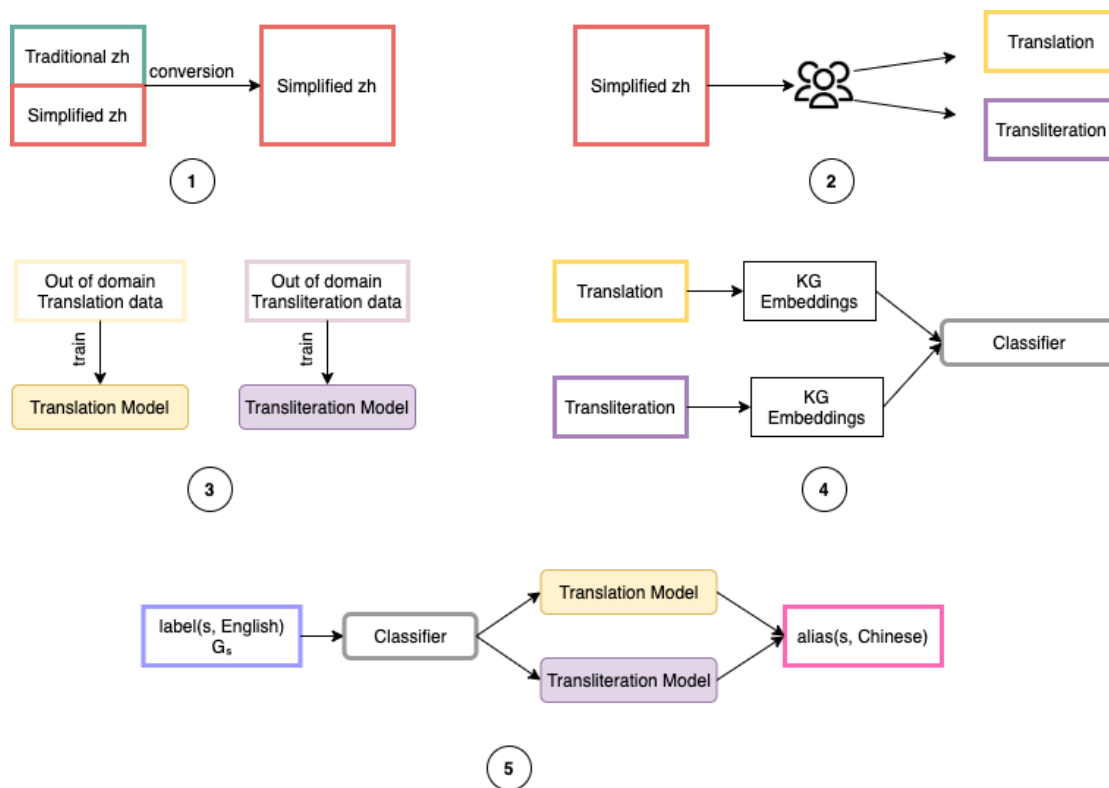 Traditional zh
conversion
Simplified zh
Simplified zh
1
Simplified zh
Translation
Transliteration
2
Out of domain
Translation data
train
Translation Model
Out of domain
Transliteration data
train
Transliteration Model
3
Translation
KG
Embeddings
Classifier
Transliteration
KG
Embeddings
4
label(s, English)
Gₛ
Classifier
Translation Model
Transliteration Model
alias(s, Chinese)
5